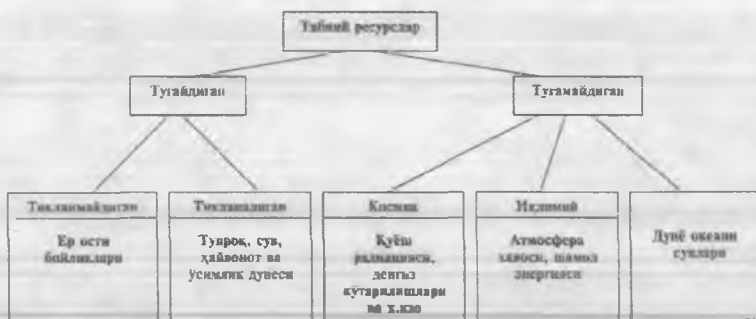 Табиий ресурслар
Тугайдиган
Тугамайдиган
Тикланмайдиган
Ер ости
бойликлари
Тикланадиган
Тупроқ, сув,
ҳайвонот ва
ўсимлик дунёси
Космик
Қуёш
радиацияси,
денгиз
кўтарилишлари
ва х.кзо
Иқлимий
Атмосфера
ҳавоси, шамол
энергияси
Дунё океани
сувлари